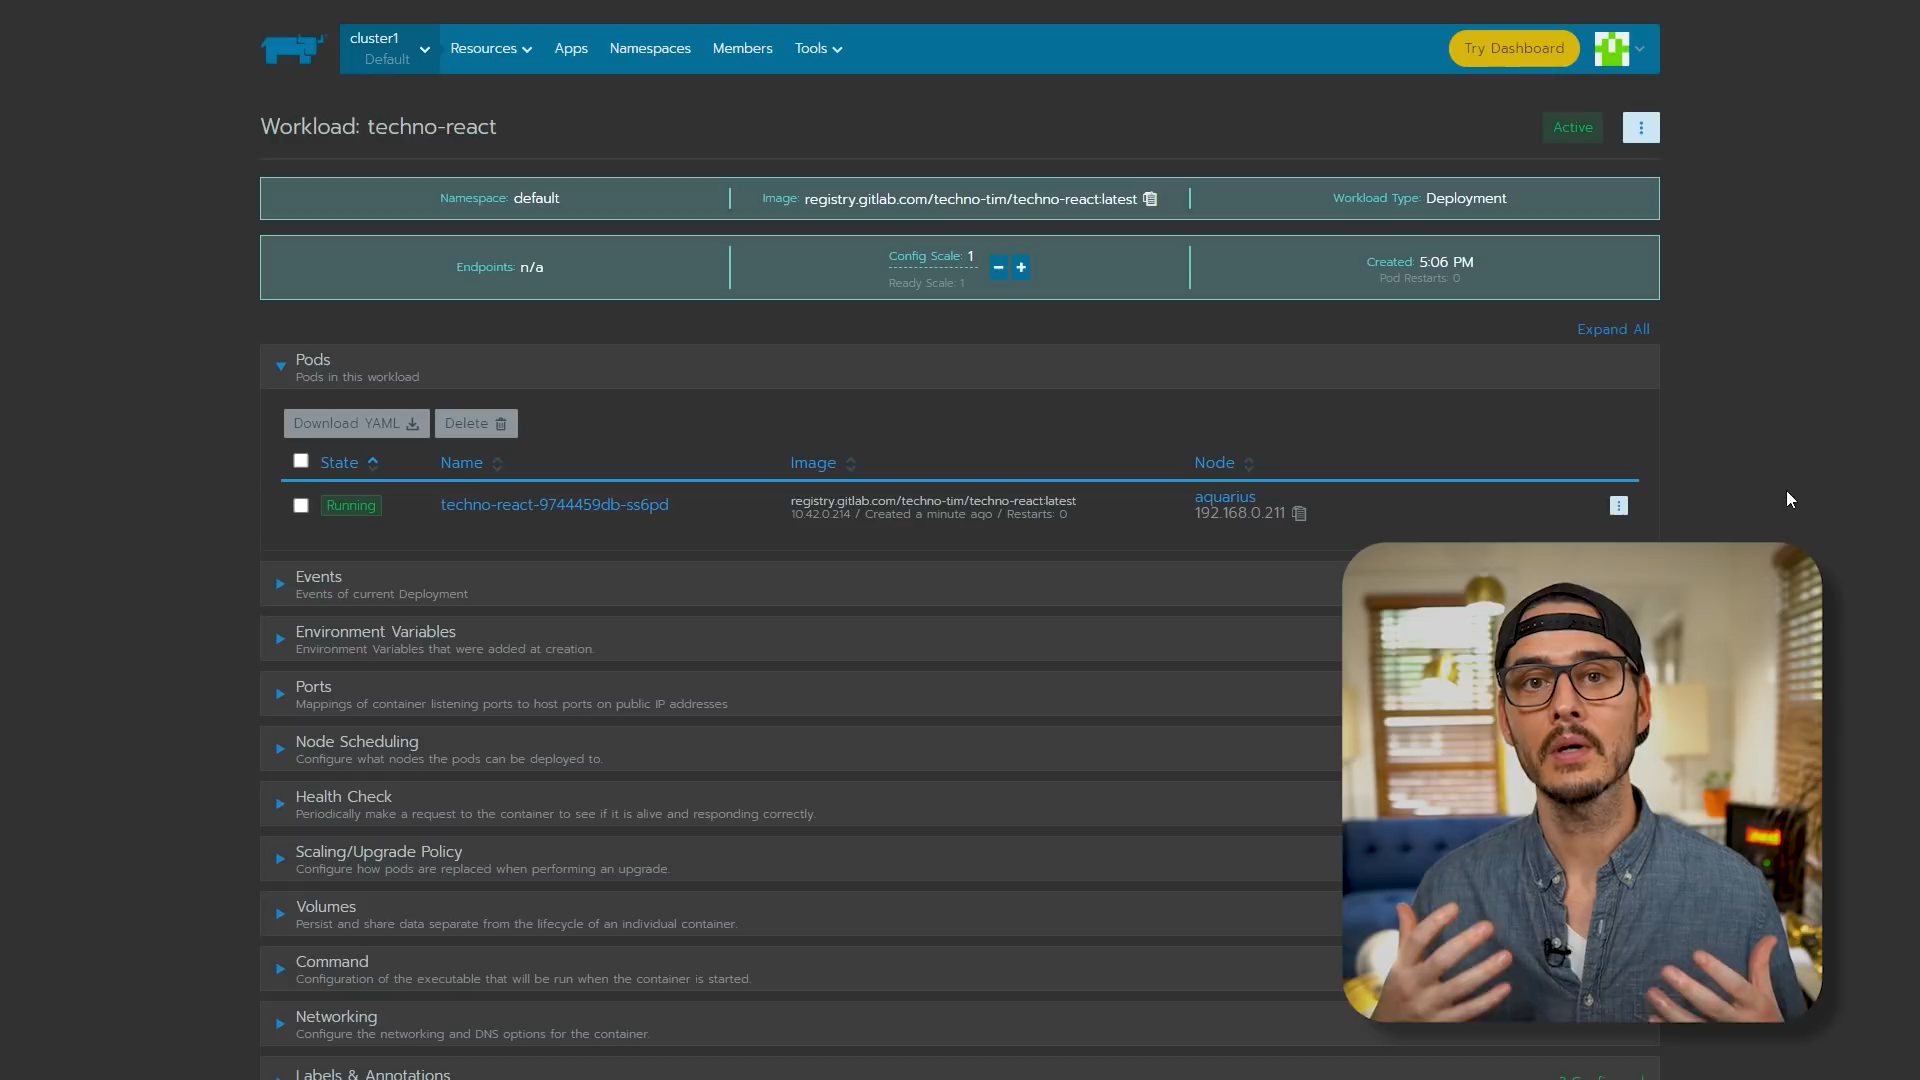 cluster1
Default
Resources
Apps
Namespaces
Members
Tools
Try Dashboard
Workload: techno-react
Active
Namespace: default
Image: registry.gitlab.com/techno-tim/techno-react:latest
Workload Type: Deployment
Endpoints: n/a
Config Scale: 1
Ready Scale: 1
Created: 5:06 PM
Pod Restarts: 0
Expand All
Pods
Pods in this workload
Download YAML
Delete
State
Name
Image
Node
Running
techno-react-9744459db-ss6pd
registry.gitlab.com/techno-tim/techno-react:latest
10.42.0.214 / Created a minute ago / Restarts: 0
aquarius
192.168.0.211
Events
Events of current Deployment
Environment Variables
Environment Variables that were added at creation.
Ports
Mappings of container listening ports to host ports on public IP addresses
Node Scheduling
Configure what nodes the pods can be deployed to.
Health Check
Periodically make a request to the container to see if it is alive and responding correctly.
Scaling/Upgrade Policy
Configure how pods are replaced when performing an upgrade.
Volumes
Persist and share data separate from the lifecycle of an individual container.
Command
Configuration of the executable that will be run when the container is started.
Networking
Configure the networking and DNS options for the container.
Labels & Annotations